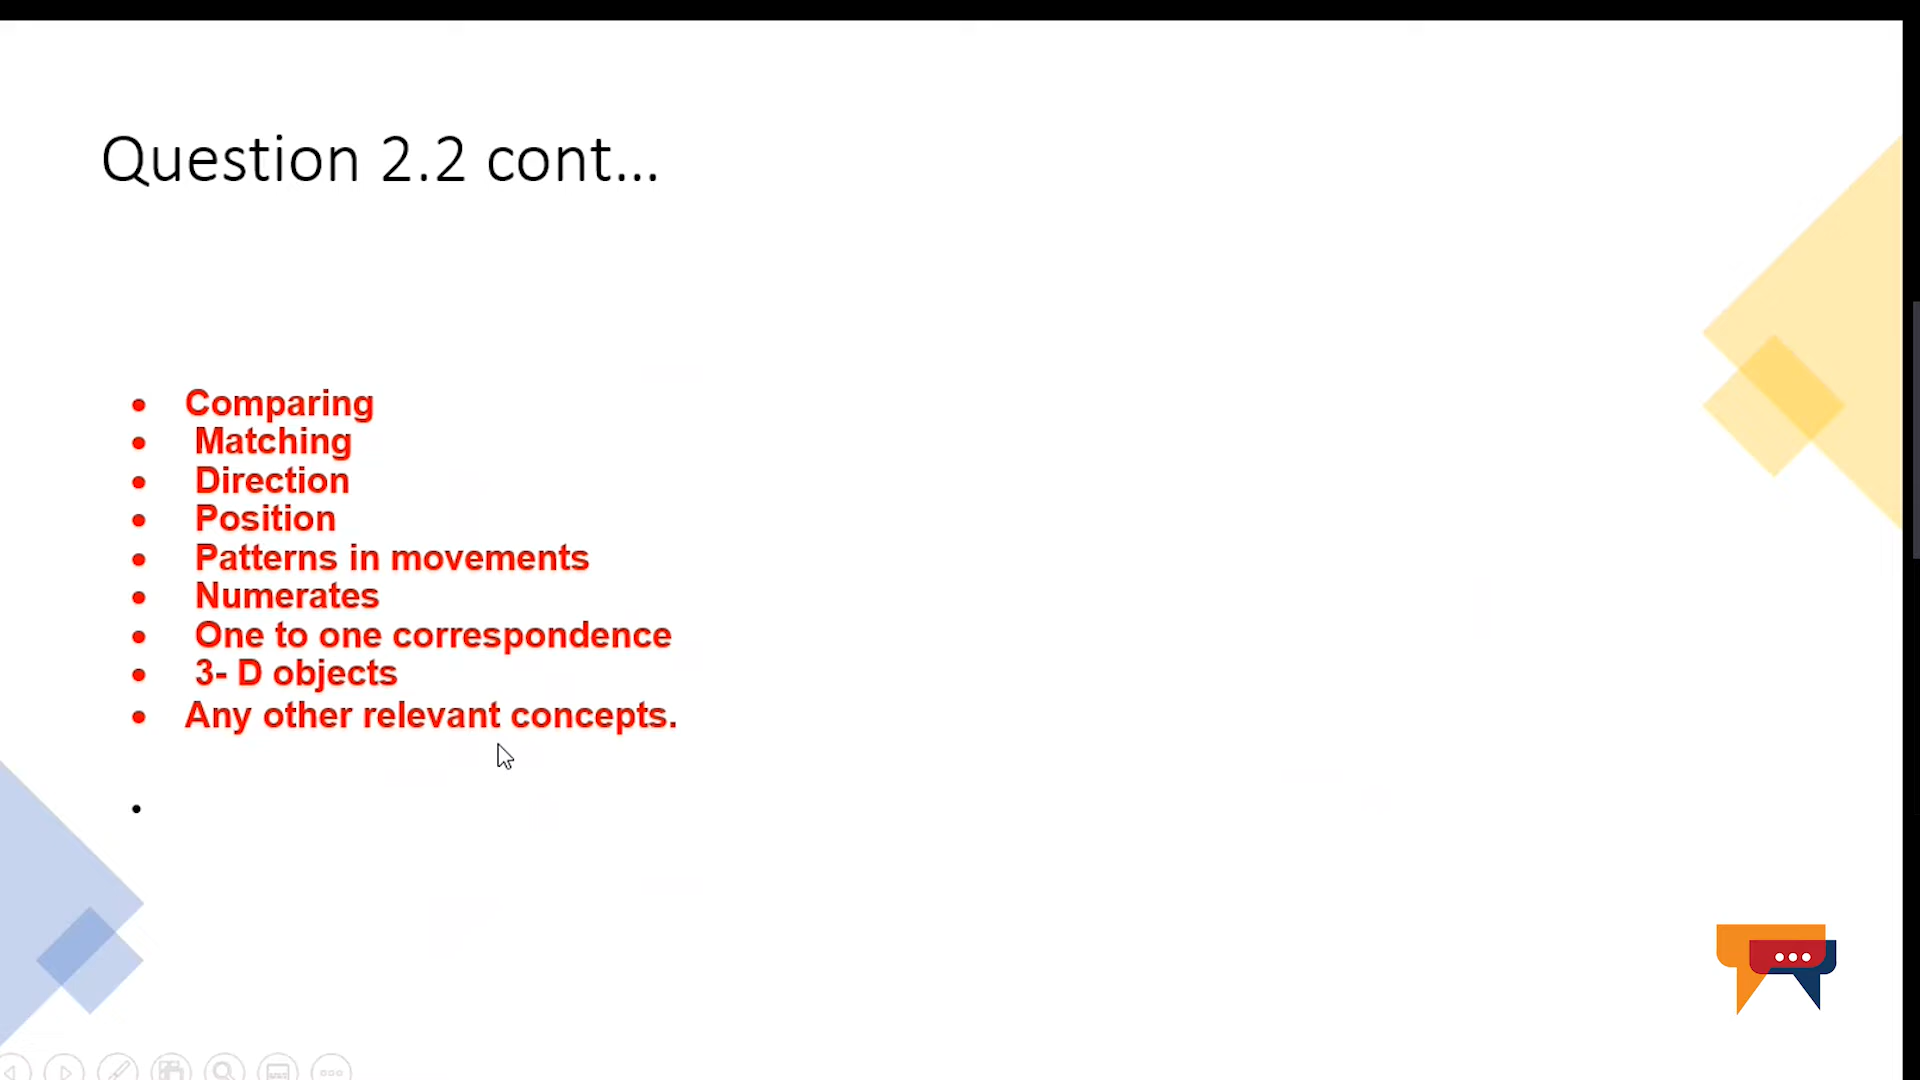 Question 2.2 cont...
• Comparing
• Matching
• Direction
• Position
• Patterns in movements
• Numerates
• One to one correspondence
• 3- D objects
• Any other relevant concepts.
•